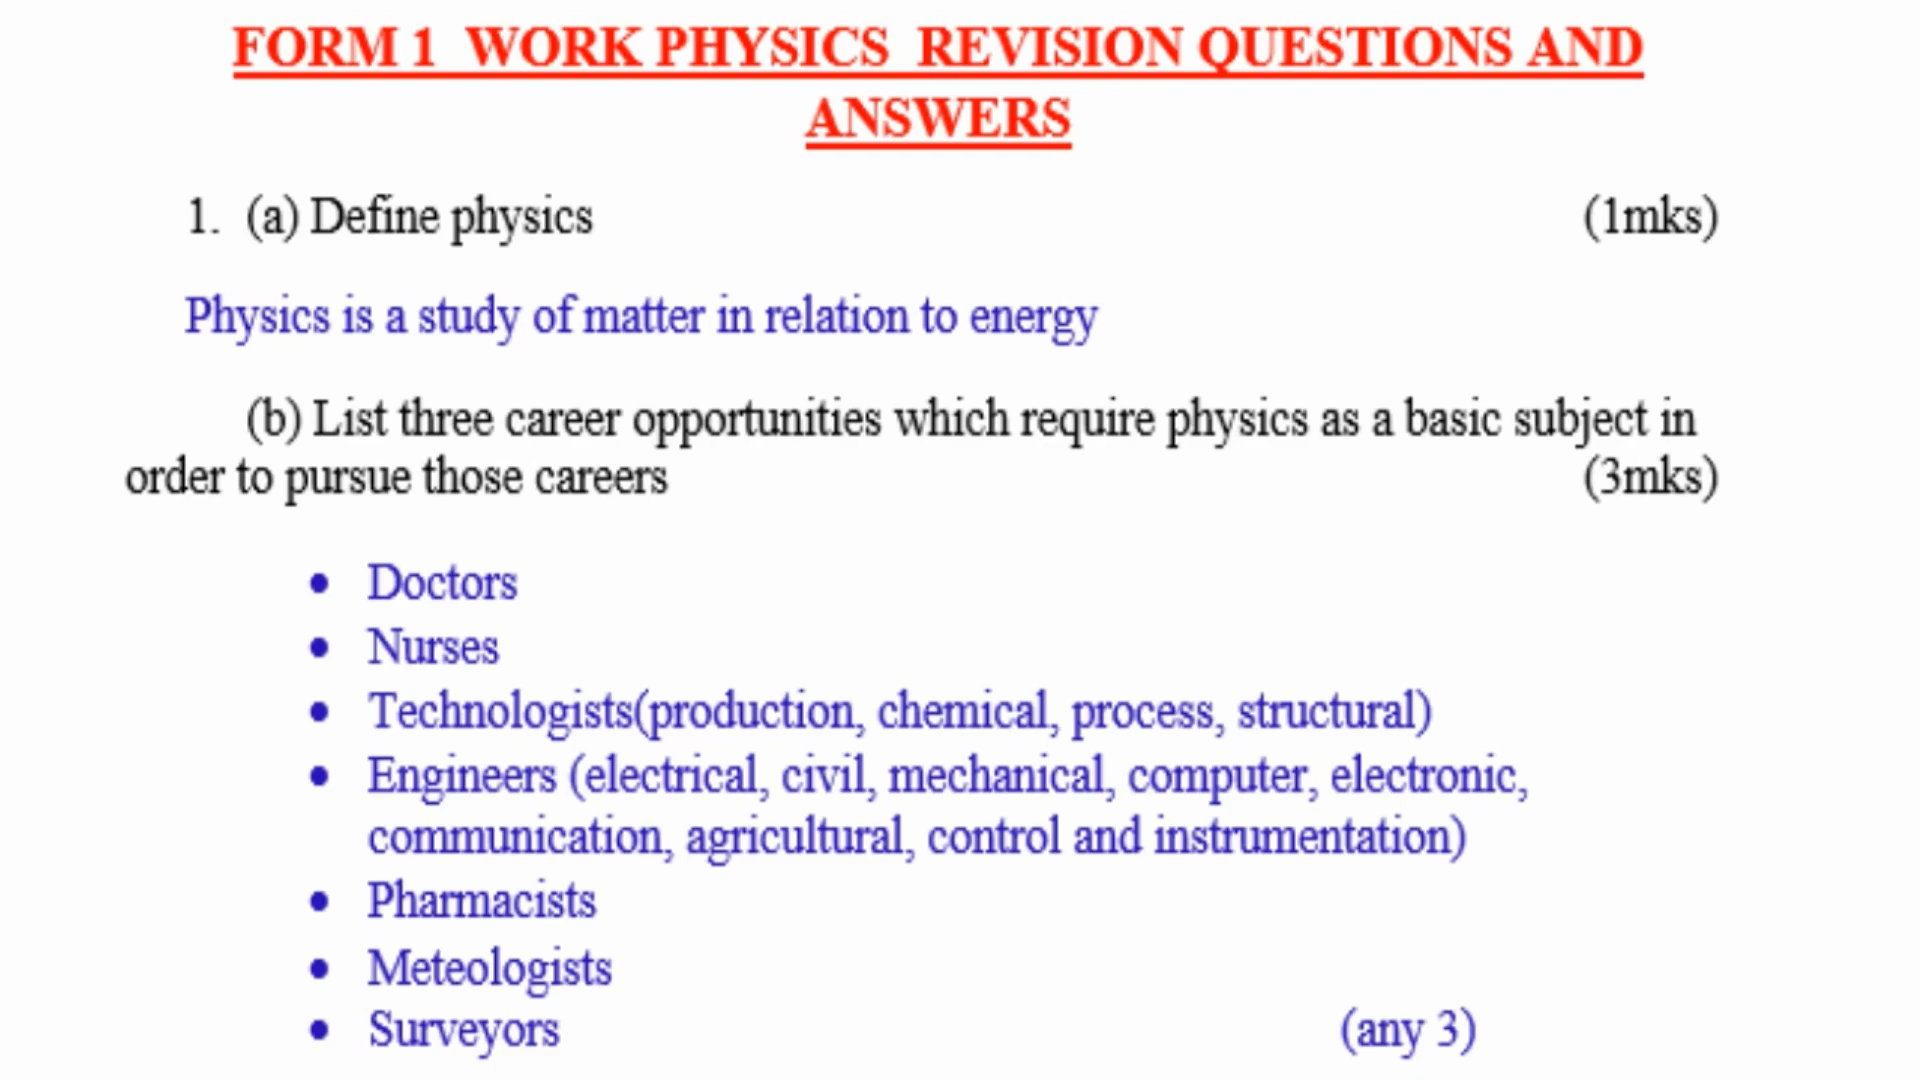 FORM 1 WORK PHYSICS REVISION QUESTIONS AND
ANSWERS
1. (a) Define physics (1mks)
Physics is a study of matter in relation to energy
(b) List three career opportunities which require physics as a basic subject in
order to pursue those careers (3mks)
• Doctors
• Nurses
• Technologists(production, chemical, process, structural)
• Engineers (electrical, civil, mechanical, computer, electronic,
communication, agricultural, control and instrumentation)
• Pharmacists
• Meteologists
• Surveyors (any 3)